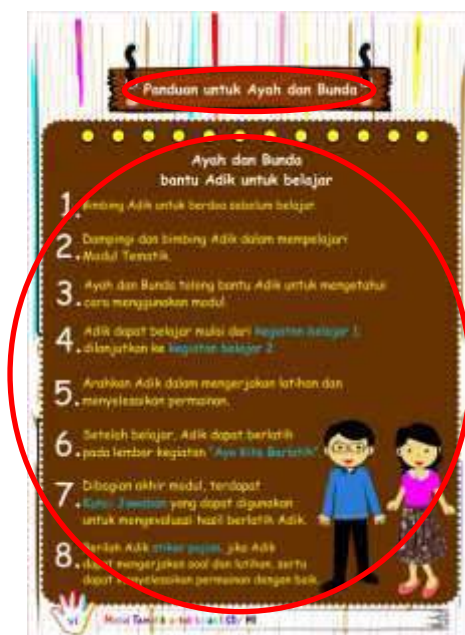 Panduan untuk Ayah dan Bunda
Ayah dan Bunda
bantu Adik untuk belajar
1. Bimbing Adik untuk berdoa sebelum belajar.
2. Dampingi dan bimbing Adik dalam mempelajari
Modul Tematik.
3. Ayah dan Bunda tolong bantu Adik untuk mengetahui
cara menggunakan modul.
4. Adik dapat belajar mulai dari kegiatan belajar 1,
dilanjutkan ke kegiatan belajar 2.
5. Arahkan Adik dalam mengerjakan latihan dan
menyelesaikan permainan.
6. Setelah belajar, Adik dapat berlatih
pada lembar kegiatan "Ayo Kita Berlatih".
7. Dibagian akhir modul, terdapat
Kunci Jawaban yang dapat digunakan
untuk mengevaluasi hasil berlatih Adik.
8. Berilah Adik stiker pujian, jika Adik
dapat mengerjakan soal dan latihan, serta
dapat menyelesaikan permainan dengan baik.
vi Modul Tematik untuk SD/ MI